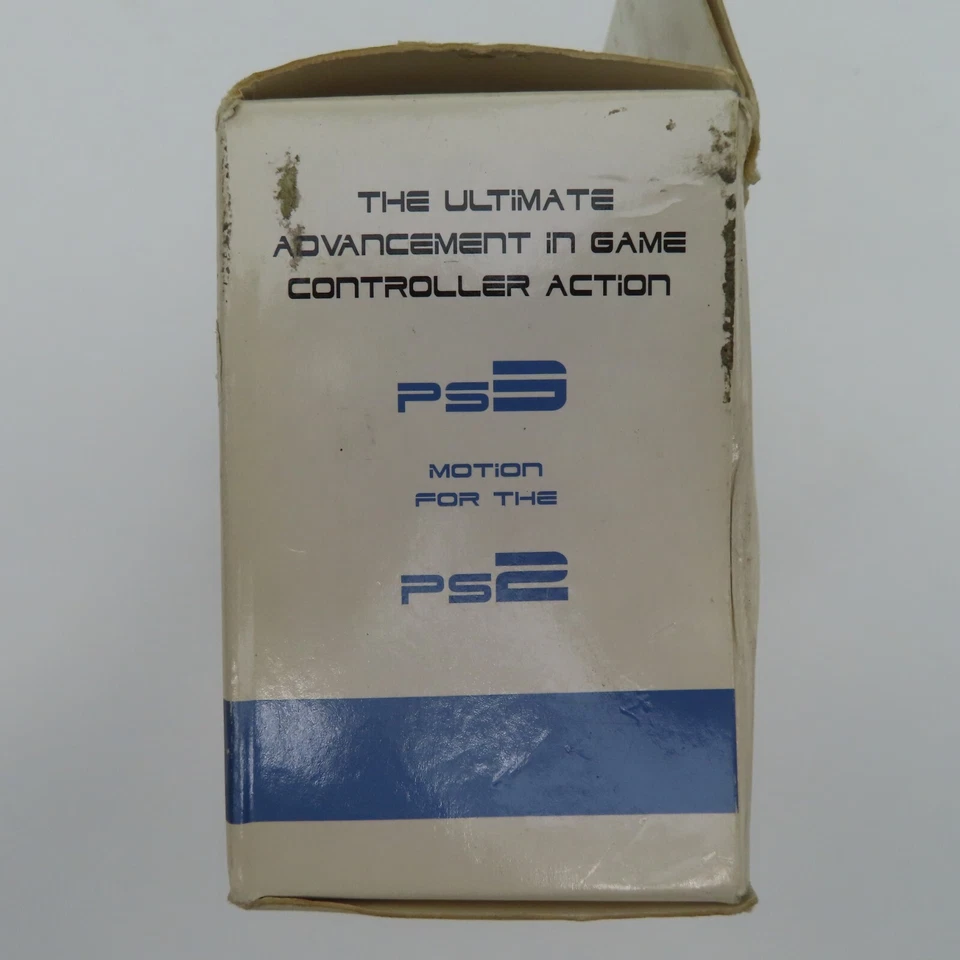 THE ULTiMATE
ADVANCEMENT iN GAME
CONTROLLER ACTiON
PS3
MOTiON
FOR THE
PS2